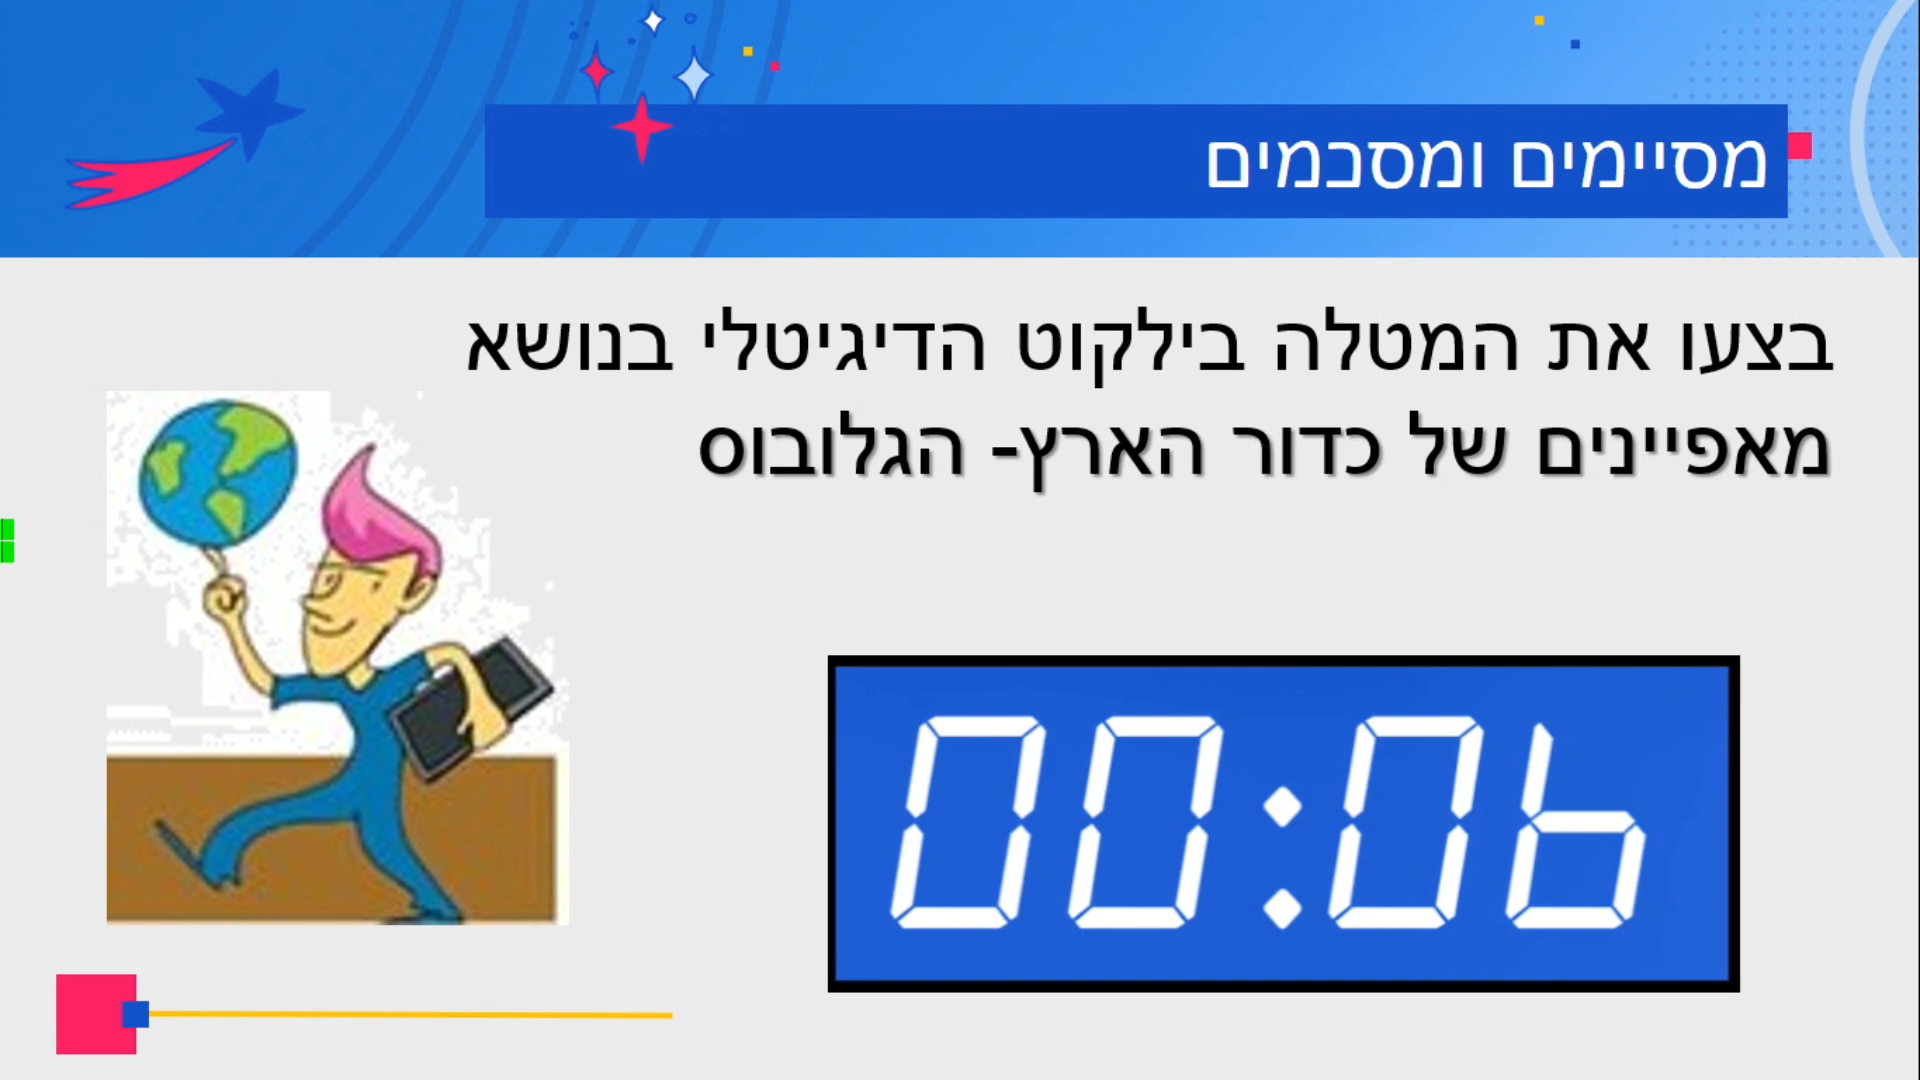 מסיימים ומסכמים
בצעו את המטלה בילקוט הדיגיטלי בנושא
מאפיינים של כדור הארץ- הגלובוס
00:06